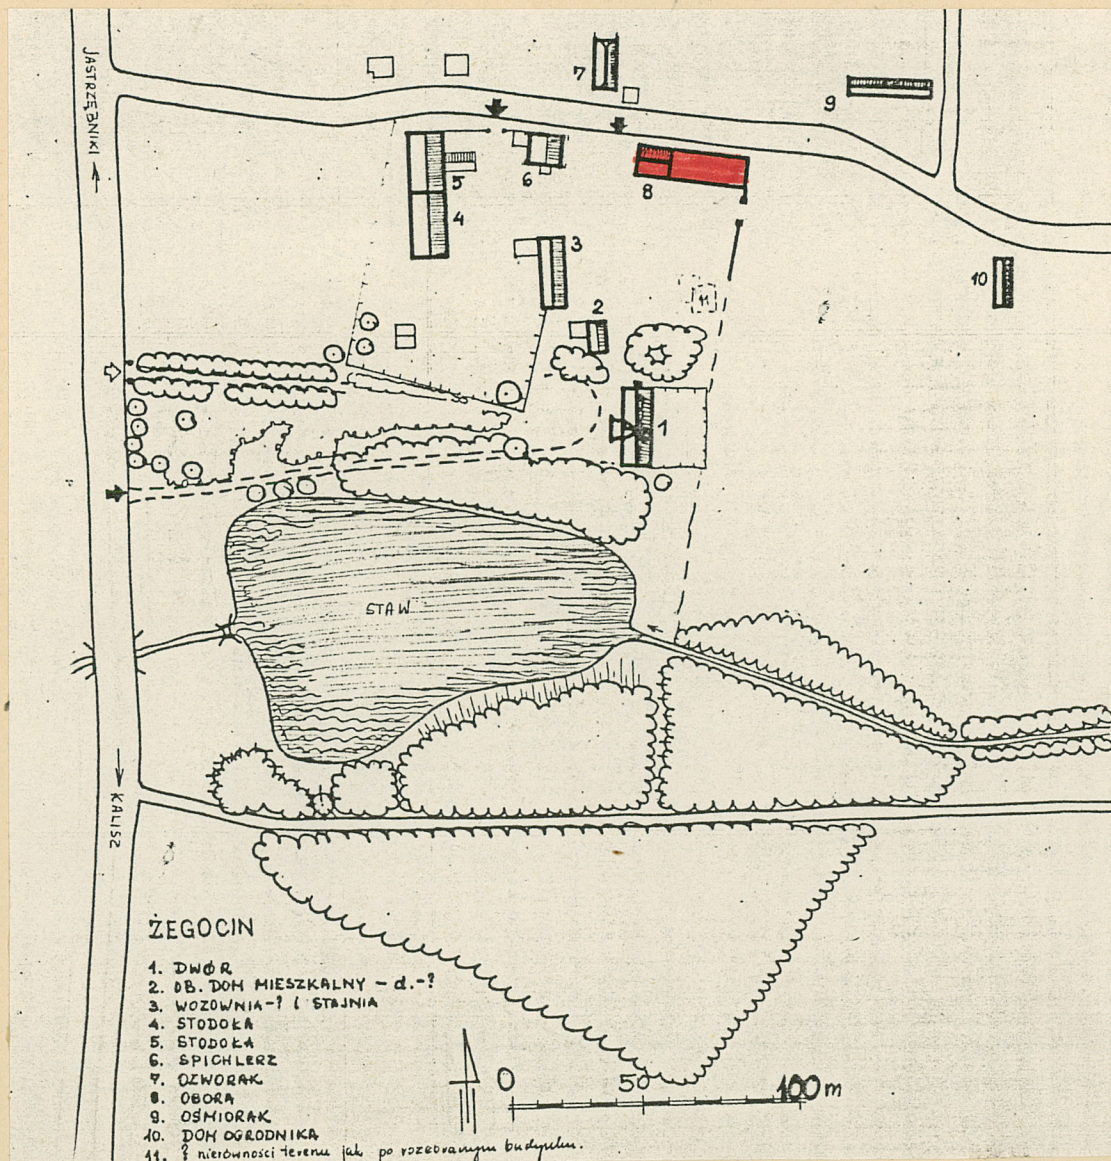 JASTRZĘBNIKI
7
9
5
6
8
4
3
10
11
2
1
STAW
KALISZ
ŻEGOCIN
1. DWÓR
2. OB. DOM MIESZKALNY - d.-?
3. WOZOWNIA-? I STAJNIA
4. STODOŁA
5. STODOŁA
6. SPICHLERZ
7. OZWORAK
8. OBORA
9. OŚMIORAK
10. DOM OGRODNIKA
11. ? nierówności terenu jak po rozebranym budynku.
0 50 100 m